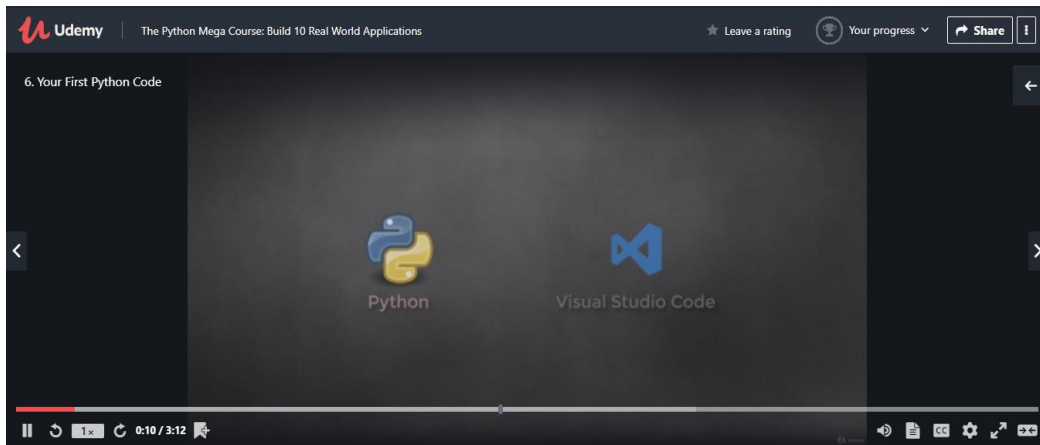 Udemy The Python Mega Course: Build 10 Real World Applications Leave a rating Your progress Share
6. Your First Python Code
Python Visual Studio Code
1x 0:10 / 3:12 CC